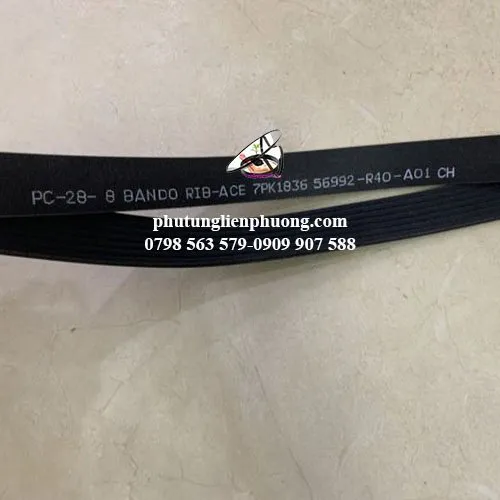 PC-28- 8 BANDO RIB-ACE 7PK1836 56992-R40-A01 CH
phutunglienphuong.com
0798 563 579-0909 907 588